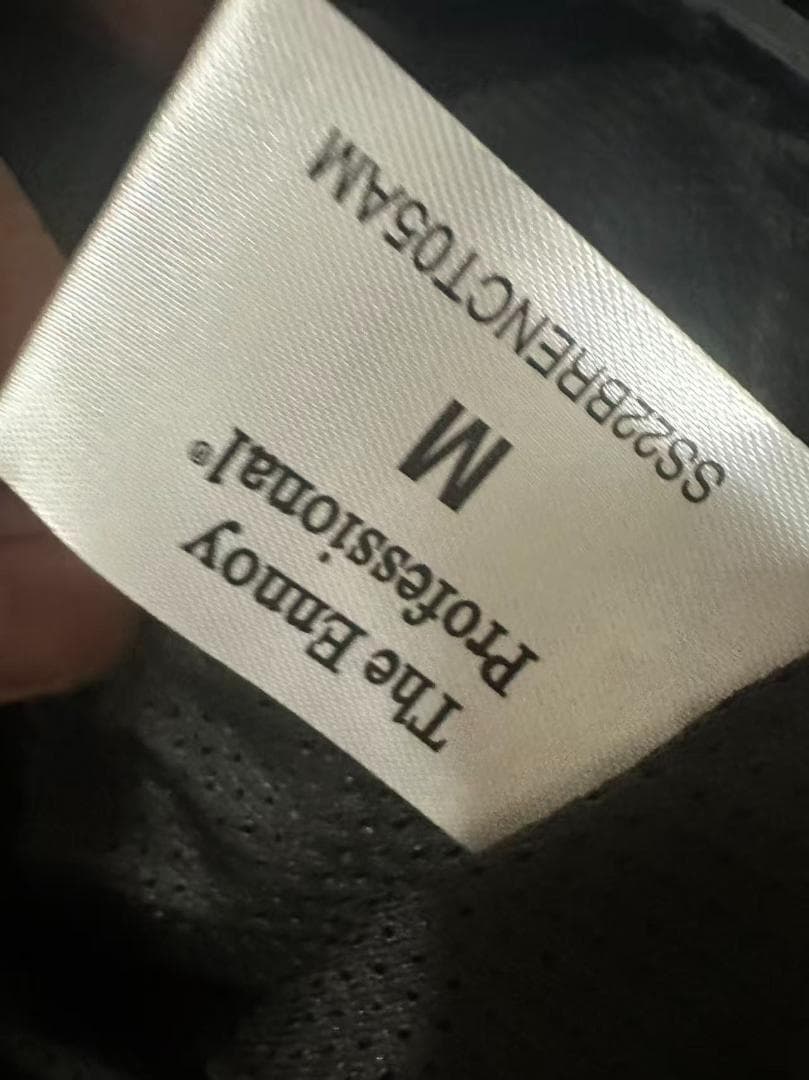 The Ennoy
Professional®
M
SS22BRENCT05AM